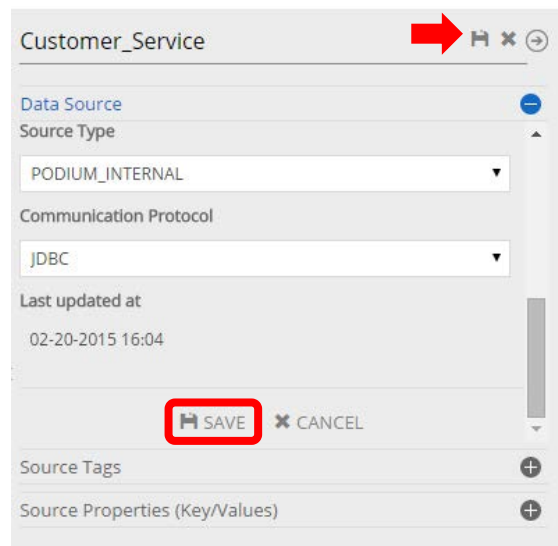 Customer_Service
Data Source
Source Type
PODIUM_INTERNAL
Communication Protocol
JDBC
Last updated at
02-20-2015 16:04
SAVE CANCEL
Source Tags
Source Properties (Key/Values)